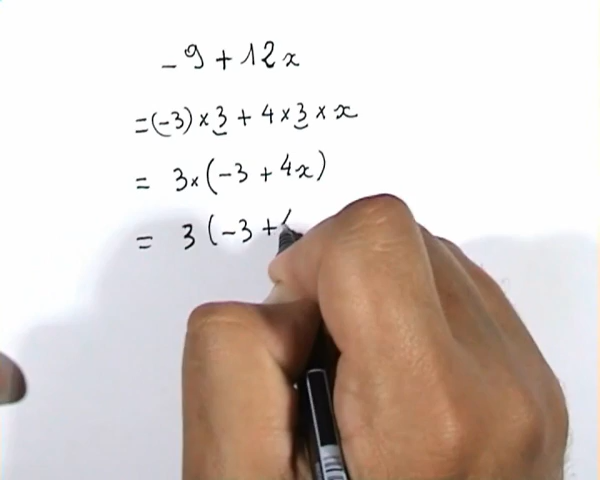 -9+12x
=(-3)×3+4×3×x
= 3×(-3+4x)
= 3(-3+